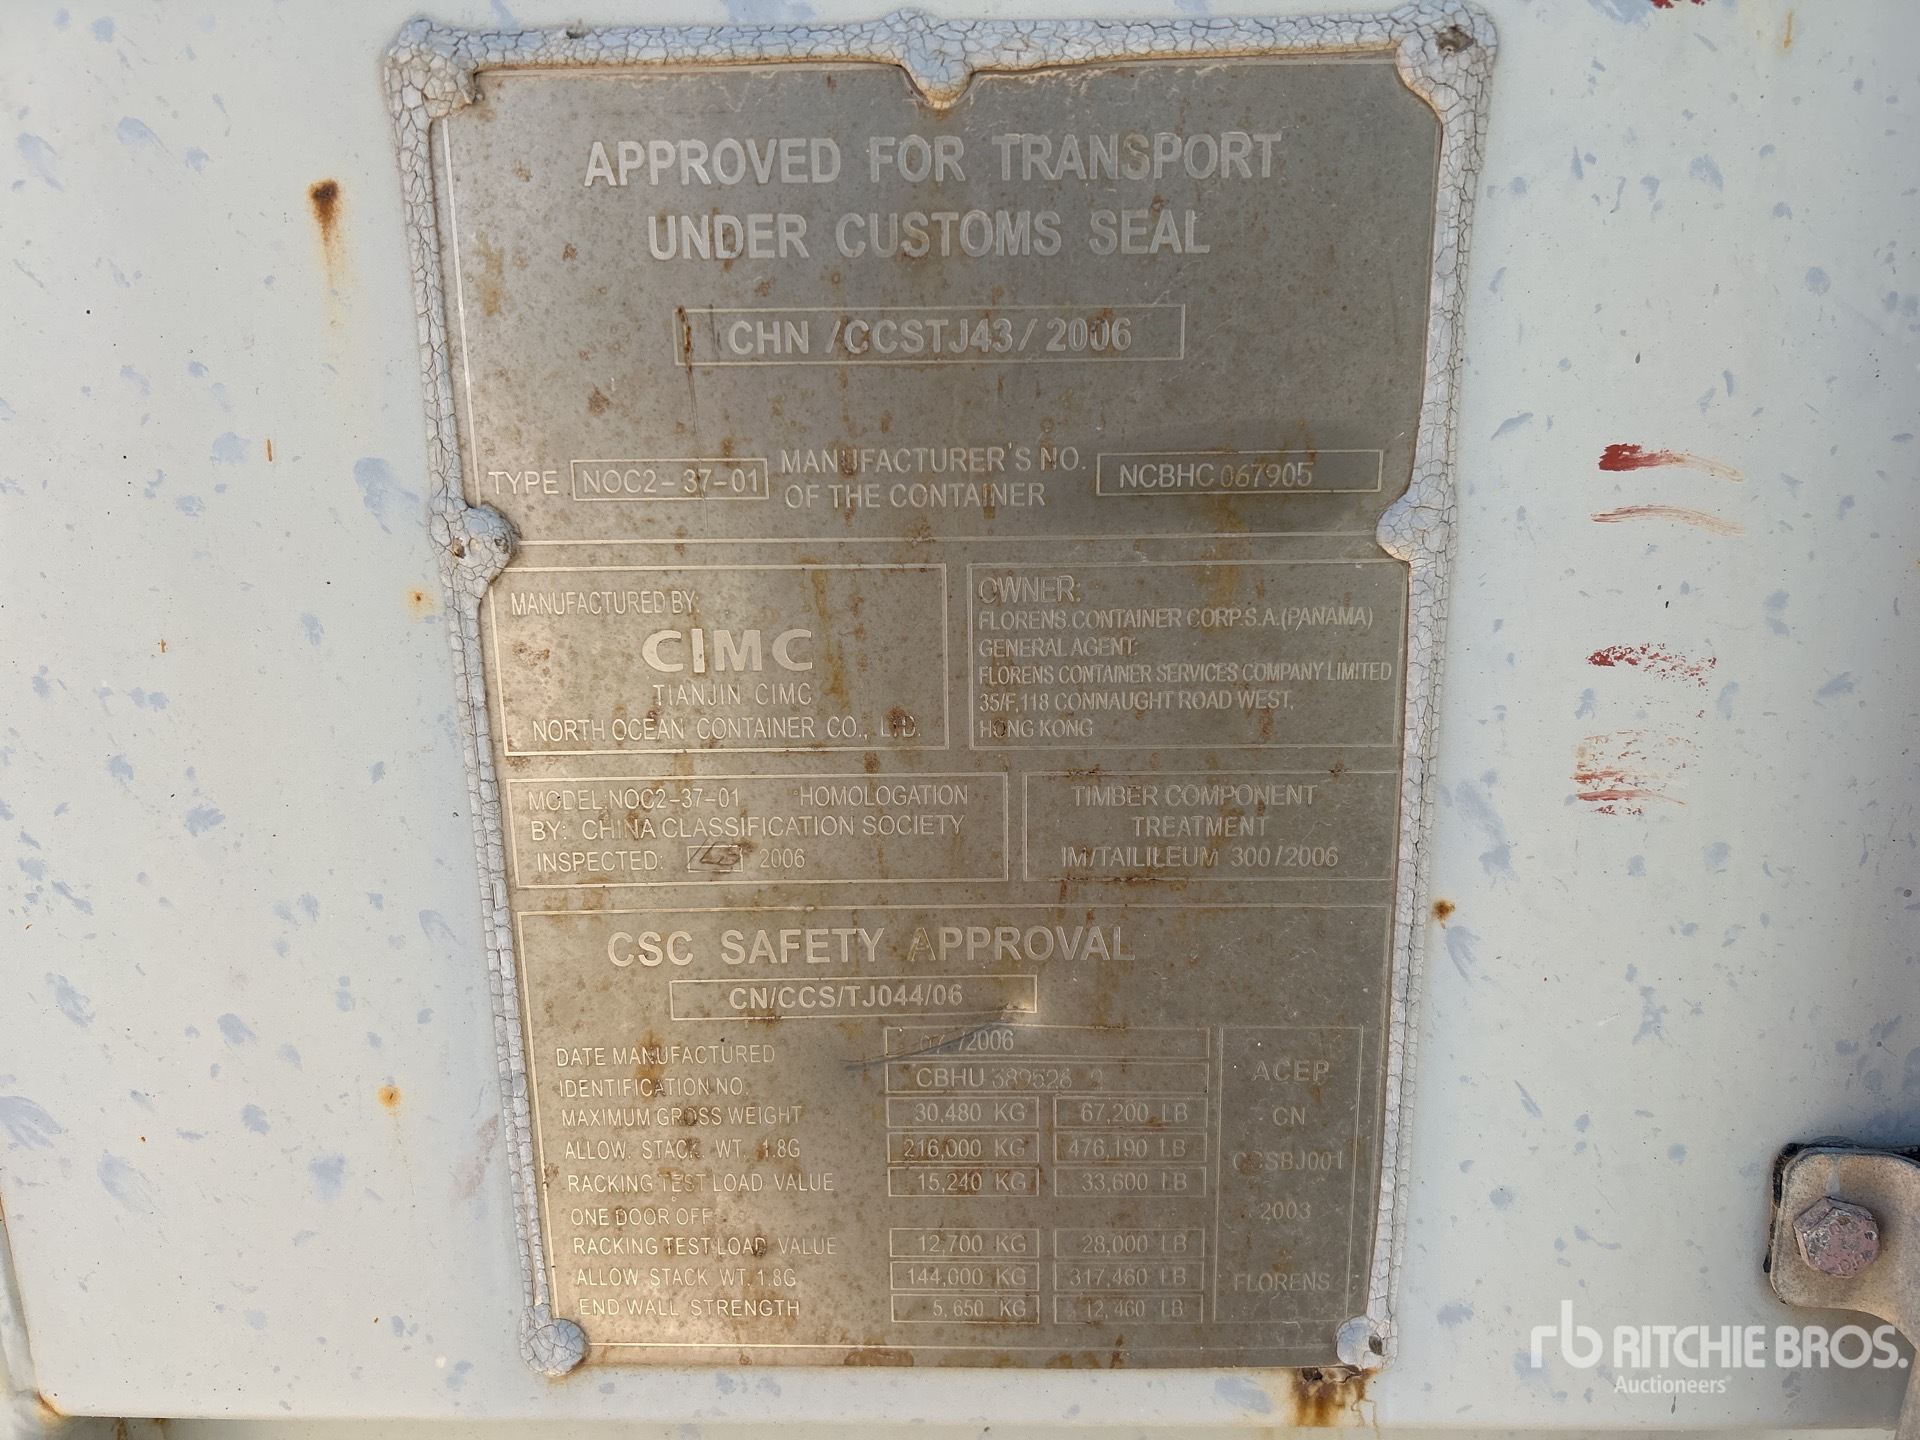 APPROVED FOR TRANSPORT
UNDER CUSTOMS SEAL
CHN /CCSTJ43/ 2006
TYPE NOC2-37-01 MANUFACTURER'S NO. OF THE CONTAINER NCBHC 067905
MANUFACTURED BY:
CIMC
TIANJIN CIMC
NORTH OCEAN CONTAINER CO., LTD.
OWNER:
FLORENS CONTAINER CORP.S.A.(PANAMA)
GENERAL AGENT:
FLORENS CONTAINER SERVICES COMPANY LIMITED
35/F,118 CONNAUGHT ROAD WEST,
HONG KONG
MODEL:NOC2-37-01 HOMOLOGATION
BY: CHINA CLASSIFICATION SOCIETY
INSPECTED: 2006
TIMBER COMPONENT
TREATMENT
IM/TAILILEUM 300/2006
CSC SAFETY APPROVAL
CN/CCS/TJ044/06
DATE MANUFACTURED /2006
IDENTIFICATION NO. CBHU
MAXIMUM GROSS WEIGHT 30,480 KG 67,200 LB
ALLOW. STACK WT. 1.8G 216,000 KG 476,190 LB
RACKING TEST LOAD VALUE 15,240 KG 33,600 LB
ONE DOOR OFF
RACKING TEST LOAD VALUE 12,700 KG 28,000 LB
ALLOW STACK WT.1.8G 144,000 KG 317,460 LB
END WALL STRENGTH 5,650 KG 12,460 LB
ACEP
CN
CCSBJ001
2003
FLORENS
rb RITCHIE BROS.
Auctioneers